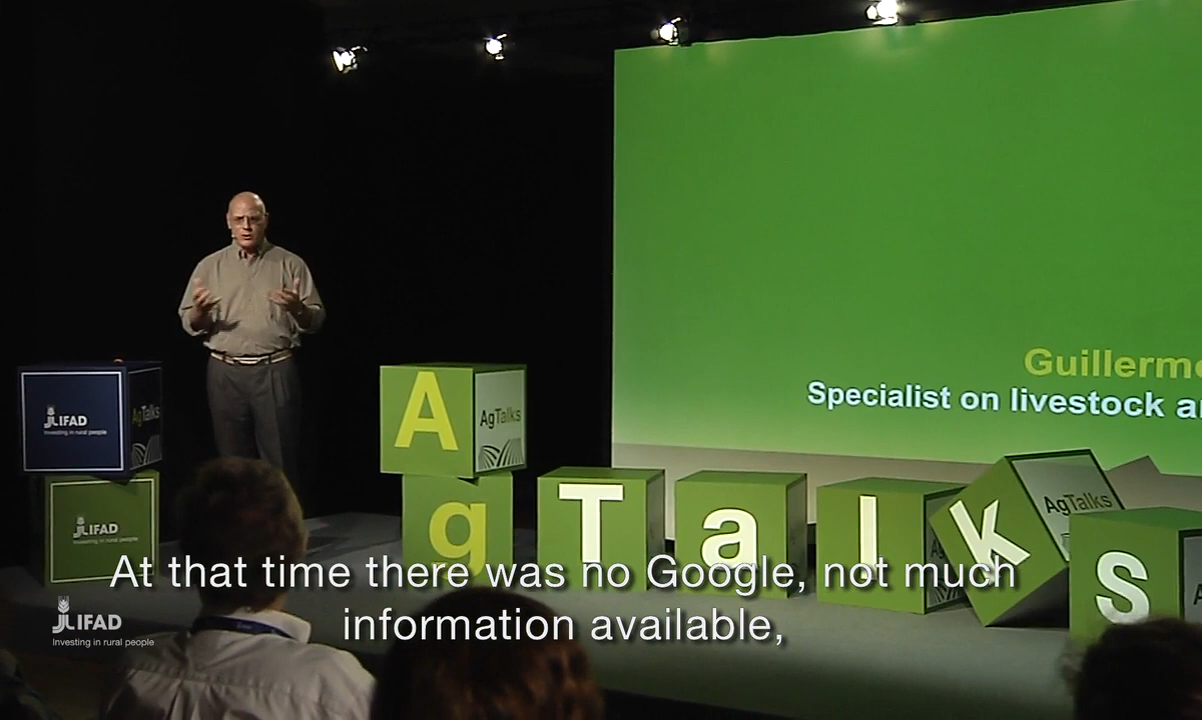 Guillermo
Specialist on livestock a
IFAD
Investing in rural people
AgTalks
A
AgTalks
g
T
a
l
k
AgTalks
s
IFAD
Investing in rural people
At that time there was no Google, not much
information available,
IFAD
Investing in rural people